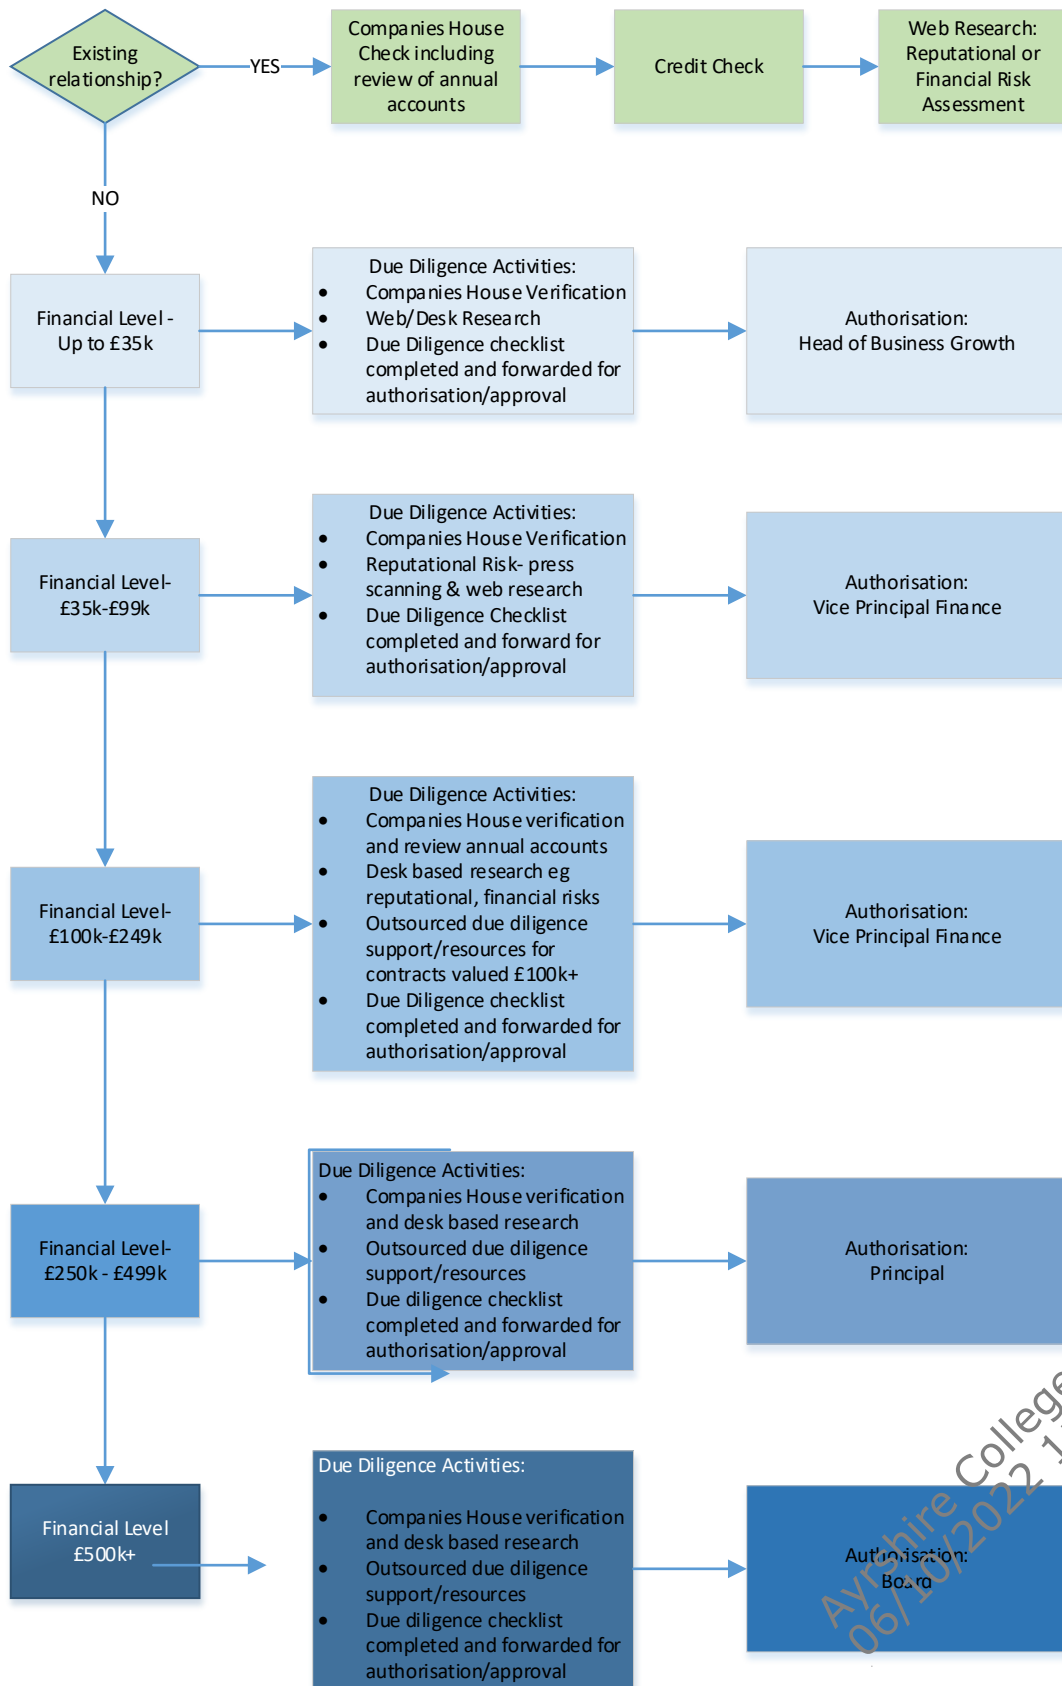 Existing
relationship?
YES
Companies House
Check including
review of annual
accounts
Credit Check
Web Research:
Reputational or
Financial Risk
Assessment
NO
Financial Level -
Up to £35k
Due Diligence Activities:
• Companies House Verification
• Web/Desk Research
• Due Diligence checklist
completed and forwarded for
authorisation/approval
Authorisation:
Head of Business Growth
Financial Level-
£35k-£99k
Due Diligence Activities:
• Companies House Verification
• Reputational Risk- press
scanning & web research
• Due Diligence Checklist
completed and forward for
authorisation/approval
Authorisation:
Vice Principal Finance
Financial Level-
£100k-£249k
Due Diligence Activities:
• Companies House verification
and review annual accounts
• Desk based research eg
reputational, financial risks
• Outsourced due diligence
support/resources for
contracts valued £100k+
• Due Diligence checklist
completed and forwarded for
authorisation/approval
Authorisation:
Vice Principal Finance
Financial Level-
£250k - £499k
Due Diligence Activities:
• Companies House verification
and desk based research
• Outsourced due diligence
support/resources
• Due diligence checklist
completed and forwarded for
authorisation/approval
Authorisation:
Principal
Financial Level
£500k+
Due Diligence Activities:
• Companies House verification
and desk based research
• Outsourced due diligence
support/resources
• Due diligence checklist
completed and forwarded for
authorisation/approval
Authorisation:
Board
Ayrshire College
06/10/2022